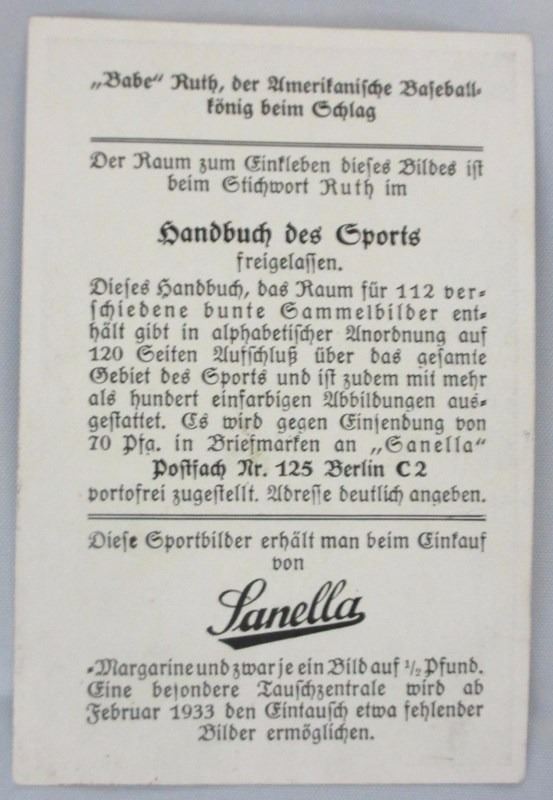 „Babe“ Ruth, der Amerikanische Baseball-
könig beim Schlag
Der Raum zum Einkleben dieses Bildes ist
beim Stichwort Ruth im
Handbuch des Sports
freigelassen.
Dieses Handbuch, das Raum für 112 ver-
schiedene bunte Sammelbilder ent-
hält gibt in alphabetischer Anordnung auf
120 Seiten Aufschluß über das gesamte
Gebiet des Sports und ist zudem mit mehr
als hundert einfarbigen Abbildungen aus-
gestattet. Es wird gegen Einsendung von
70 Pfg. in Briefmarken an „Sanella“
Postfach Nr. 125 Berlin C 2
portofrei zugestellt. Adresse deutlich angeben.
Diese Sportbilder erhält man beim Einkauf
von
Sanella
-Margarine und zwar je ein Bild auf 1/2 Pfund.
Eine besondere Tauschzentrale wird ab
Februar 1933 den Eintausch etwa fehlender
Bilder ermöglichen.